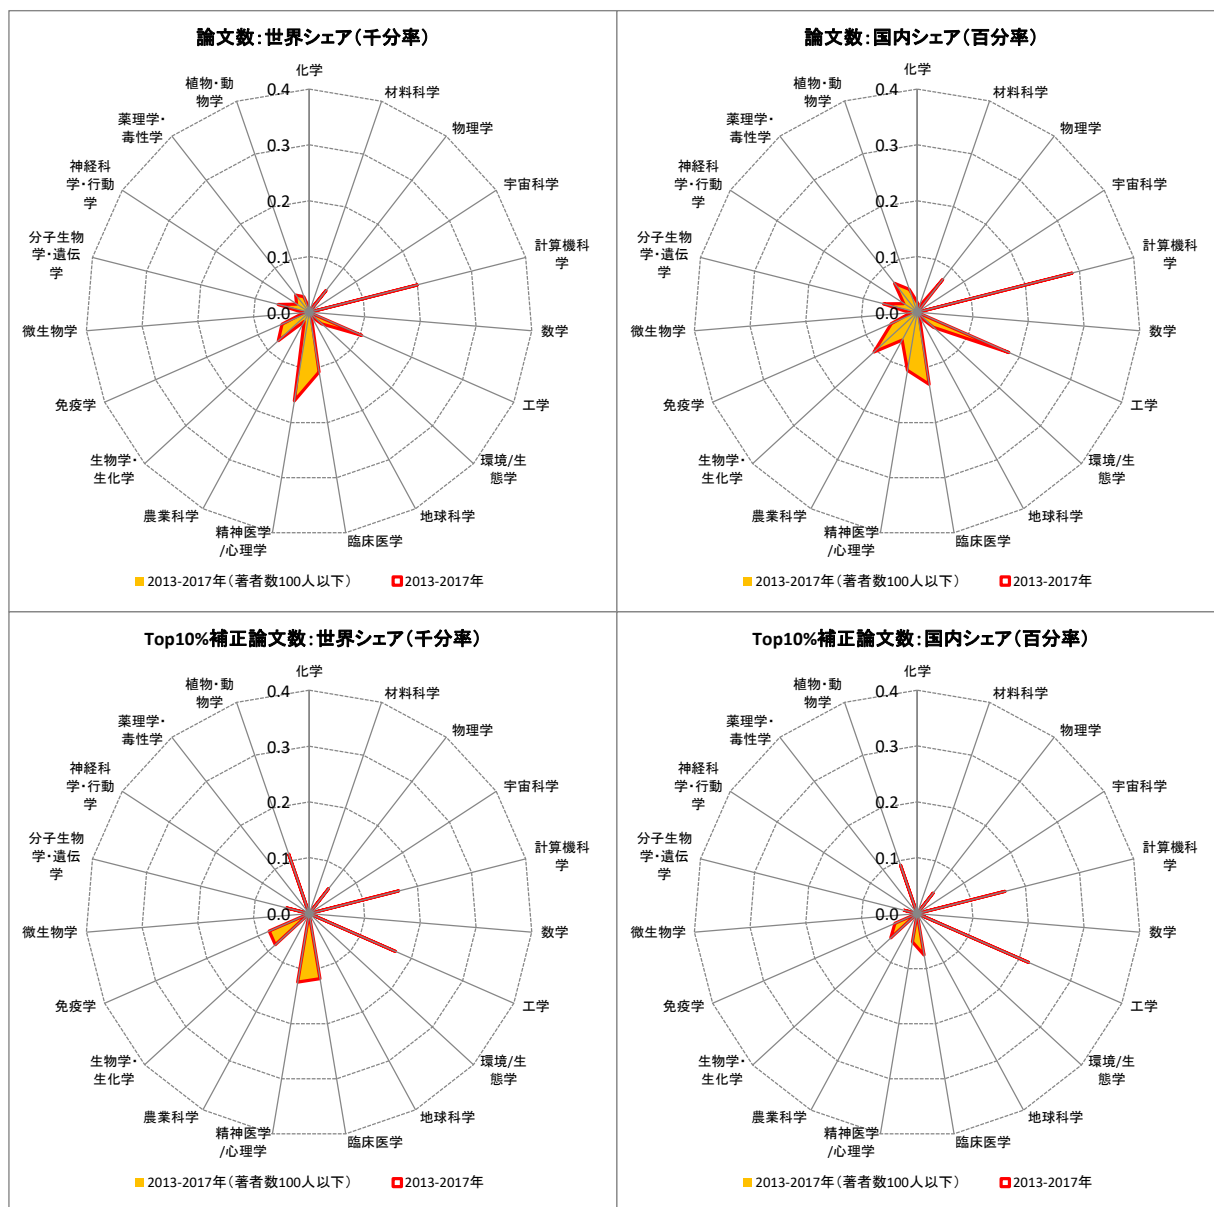 論文数：世界シェア（千分率）
化学
材料科学
物理学
宇宙科学
計算機科
学
数学
工学
環境/生
態学
地球科学
臨床医学
精神医学
/心理学
農業科学
生物学・
生化学
免疫学
微生物学
分子生物
学・遺伝
学
神経科
学・行動
学
薬理学・
毒性学
植物・動
物学
0.4
0.3
0.2
0.1
0.0
2013-2017年（著者数100人以下）
2013-2017年
論文数：国内シェア（百分率）
化学
材料科学
物理学
宇宙科学
計算機科
学
数学
工学
環境/生
態学
地球科学
臨床医学
精神医学
/心理学
農業科学
生物学・
生化学
免疫学
微生物学
分子生物
学・遺伝
学
神経科
学・行動
学
薬理学・
毒性学
植物・動
物学
0.4
0.3
0.2
0.1
0.0
2013-2017年（著者数100人以下）
2013-2017年
Top10%補正論文数：世界シェア（千分率）
化学
材料科学
物理学
宇宙科学
計算機科
学
数学
工学
環境/生
態学
地球科学
臨床医学
精神医学
/心理学
農業科学
生物学・
生化学
免疫学
微生物学
分子生物
学・遺伝
学
神経科
学・行動
学
薬理学・
毒性学
植物・動
物学
0.4
0.3
0.2
0.1
0.0
2013-2017年（著者数100人以下）
2013-2017年
Top10%補正論文数：国内シェア（百分率）
化学
材料科学
物理学
宇宙科学
計算機科
学
数学
工学
環境/生
態学
地球科学
臨床医学
精神医学
/心理学
農業科学
生物学・
生化学
免疫学
微生物学
分子生物
学・遺伝
学
神経科
学・行動
学
薬理学・
毒性学
植物・動
物学
0.4
0.3
0.2
0.1
0.0
2013-2017年（著者数100人以下）
2013-2017年